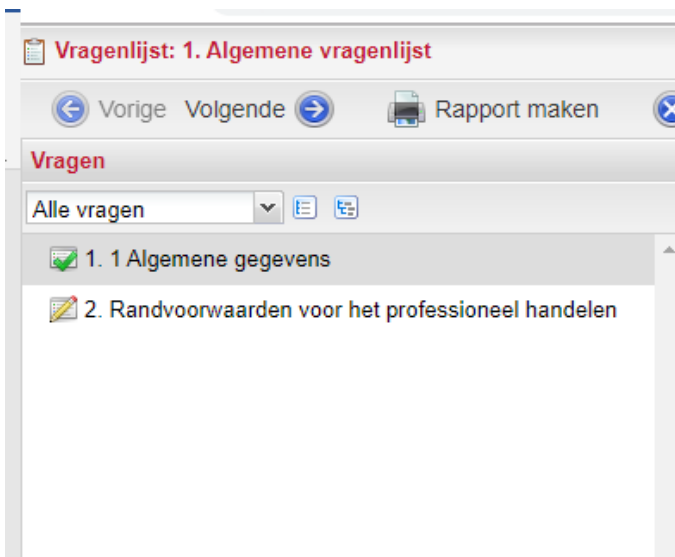 Vragenlijst: 1. Algemene vragenlijst
Vorige Volgende Rapport maken
Vragen
Alle vragen
1. 1 Algemene gegevens
2. Randvoorwaarden voor het professioneel handelen